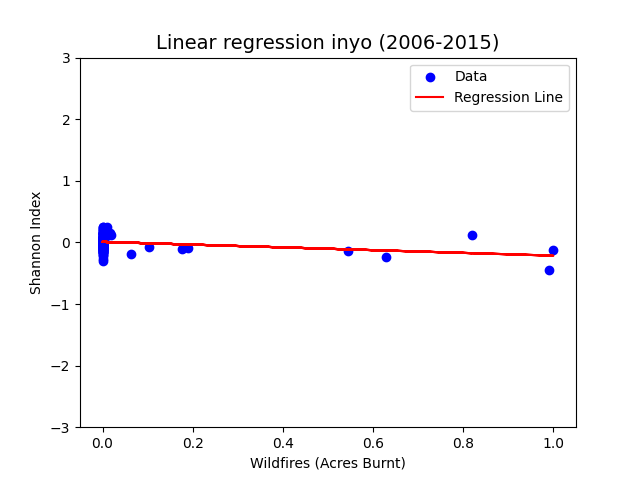 Linear regression inyo (2006-2015)
Data
Regression Line
3
2
1
0
−1
−2
−3
Shannon Index
0.0 0.2 0.4 0.6 0.8 1.0
Wildfires (Acres Burnt)